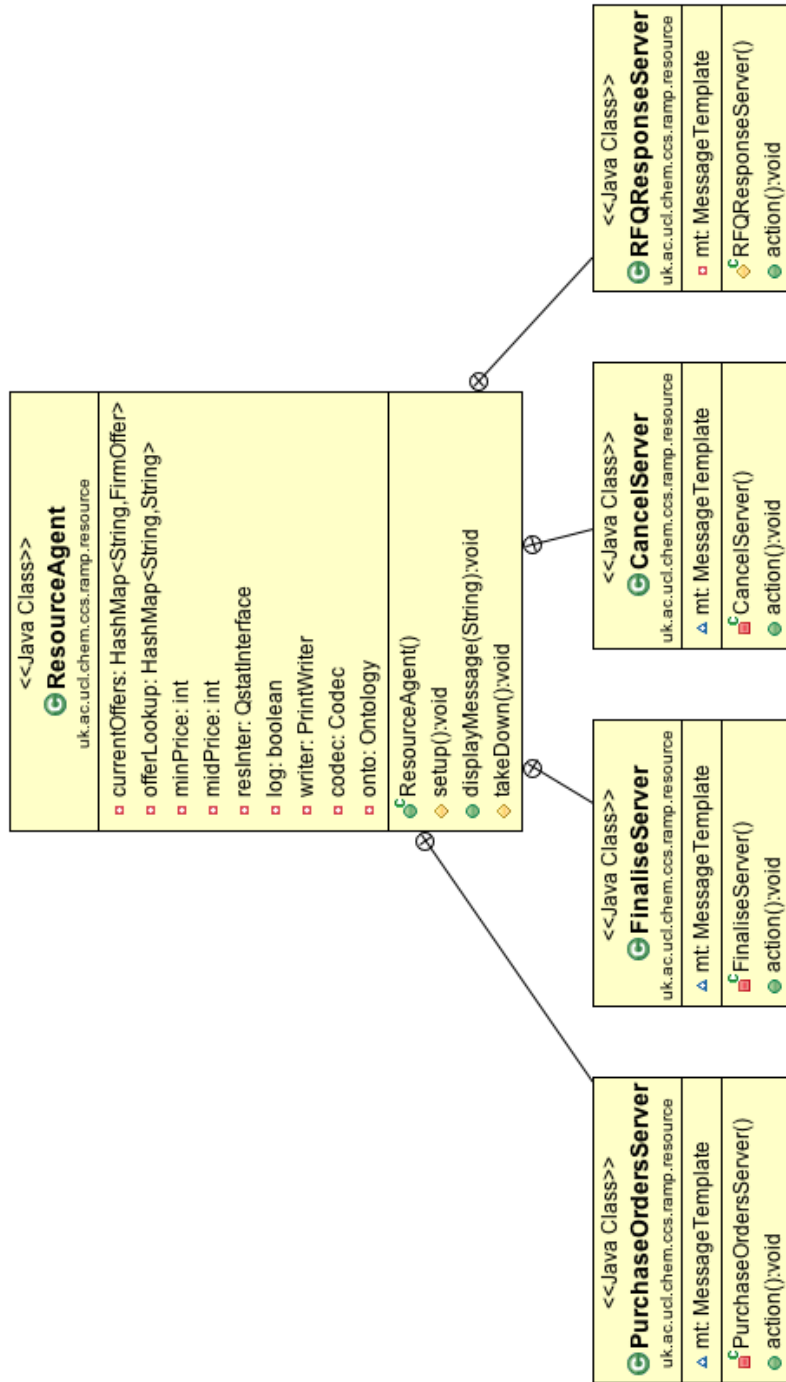 <<Java Class>>
ResourceAgent
uk.ac.ucl.chem.ccs.ramp.resource
currentOffers: HashMap<String,FirmOffer>
offerLookup: HashMap<String,String>
minPrice: int
midPrice: int
resInter: QstatInterface
log: boolean
writer: PrintWriter
codec: Codec
onto: Ontology
ResourceAgent()
setup():void
displayMessage(String):void
takeDown():void
<<Java Class>>
PurchaseOrdersServer
uk.ac.ucl.chem.ccs.ramp.resource
mt: MessageTemplate
PurchaseOrdersServer()
action():void
<<Java Class>>
FinaliseServer
uk.ac.ucl.chem.ccs.ramp.resource
mt: MessageTemplate
FinaliseServer()
action():void
<<Java Class>>
CancelServer
uk.ac.ucl.chem.ccs.ramp.resource
mt: MessageTemplate
CancelServer()
action():void
<<Java Class>>
RFQResponseServer
uk.ac.ucl.chem.ccs.ramp.resource
mt: MessageTemplate
RFQResponseServer()
action():void